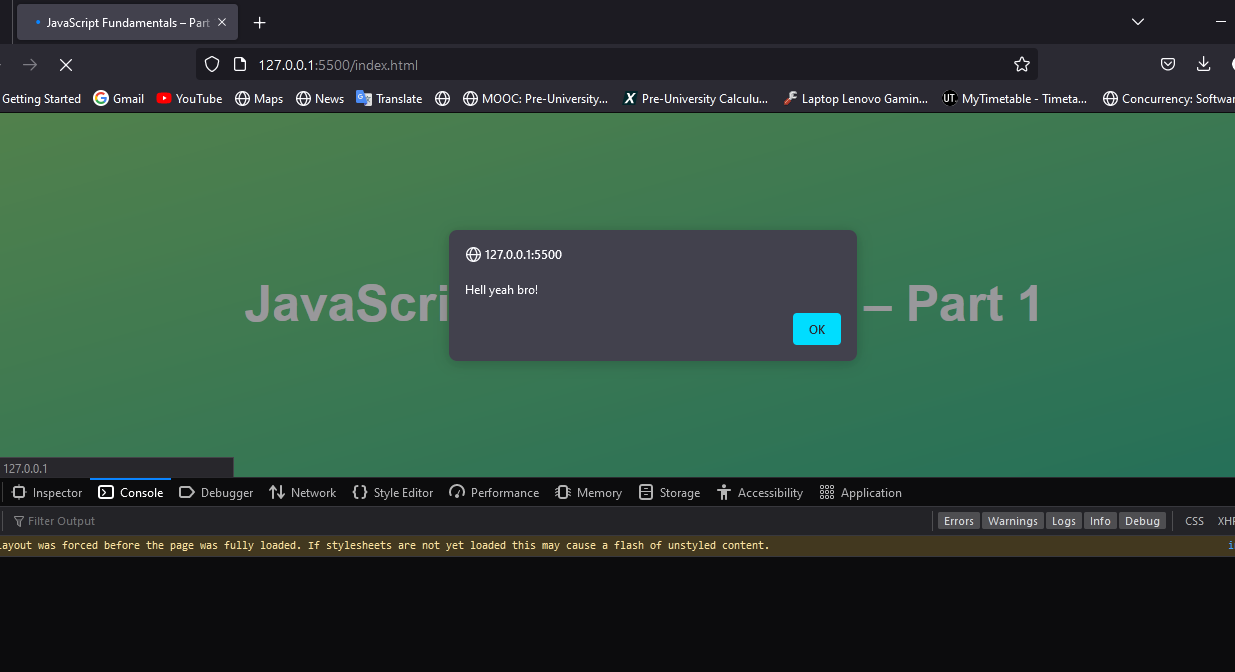 JavaScript Fundamentals – Part
127.0.0.1:5500/index.html
Getting Started Gmail YouTube Maps News Translate MOOC: Pre-University... Pre-University Calculu... Laptop Lenovo Gamin... MyTimetable - Timeta... Concurrency: Softwar
JavaScri – Part 1
127.0.0.1:5500
Hell yeah bro!
OK
127.0.0.1
Inspector Console Debugger Network Style Editor Performance Memory Storage Accessibility Application
Filter Output Errors Warnings Logs Info Debug CSS XHR
ayout was forced before the page was fully loaded. If stylesheets are not yet loaded this may cause a flash of unstyled content.